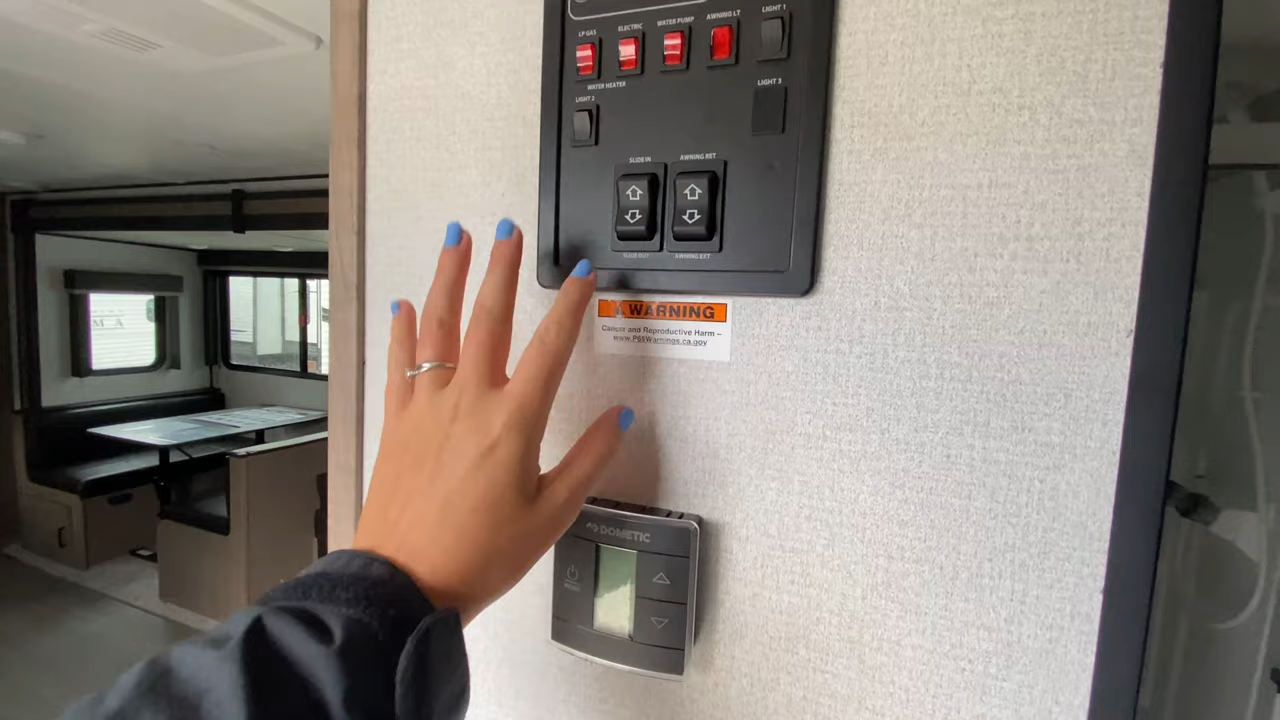 LP GAS
ELECTRIC
WATER PUMP
AWNING LT
LIGHT 1
WATER HEATER
LIGHT 2
LIGHT 3
SLIDE IN
AWNING RET
SLIDE OUT
AWNING EXT
WARNING
Cancer and Reproductive Harm –
www.P65Warnings.ca.gov
DOMETIC